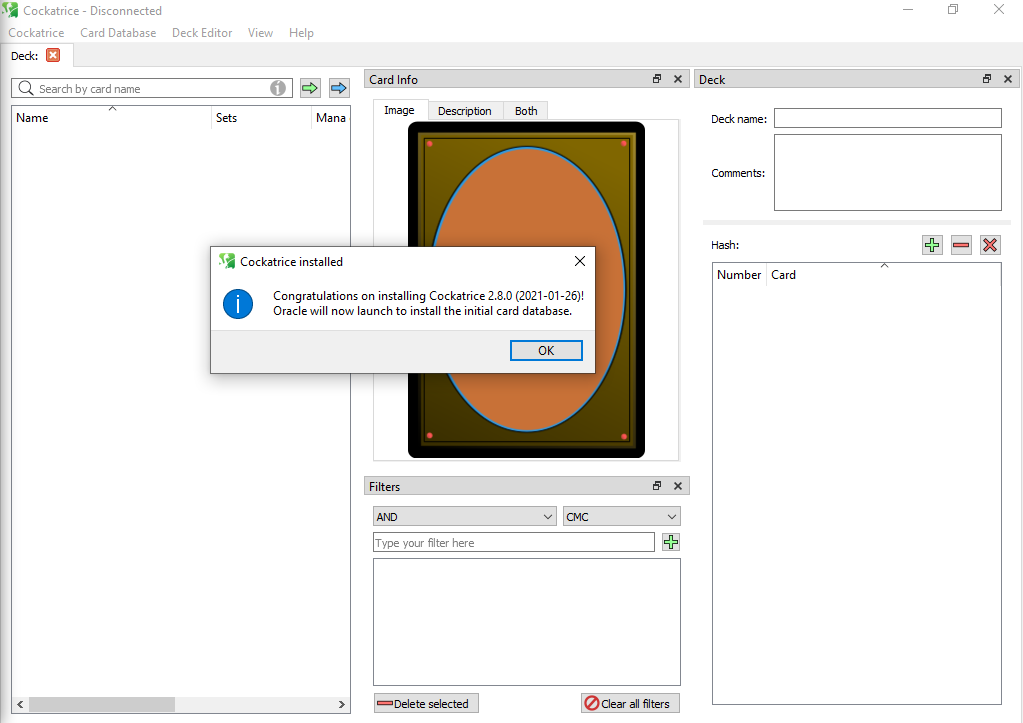 Cockatrice - Disconnected
Cockatrice Card Database Deck Editor View Help
Deck:
Search by card name
Name Sets Mana
Card Info
Image Description Both
Cockatrice installed
Congratulations on installing Cockatrice 2.8.0 (2021-01-26)!
Oracle will now launch to install the initial card database.
OK
Filters
AND CMC
Type your filter here
Delete selected Clear all filters
Deck
Deck name:
Comments:
Hash:
Number Card